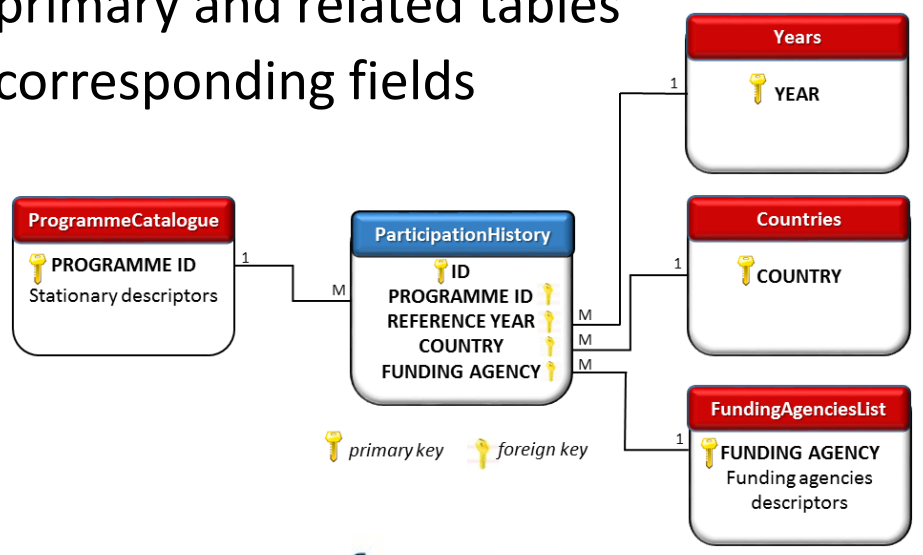 primary and related tables
corresponding fields
ProgrammeCatalogue
PROGRAMME ID
Stationary descriptors
1
M
ParticipationHistory
ID
PROGRAMME ID
REFERENCE YEAR
COUNTRY
FUNDING AGENCY
M
M
M
1
Years
YEAR
1
Countries
COUNTRY
1
FundingAgenciesList
FUNDING AGENCY
Funding agencies
descriptors
primary key
foreign key